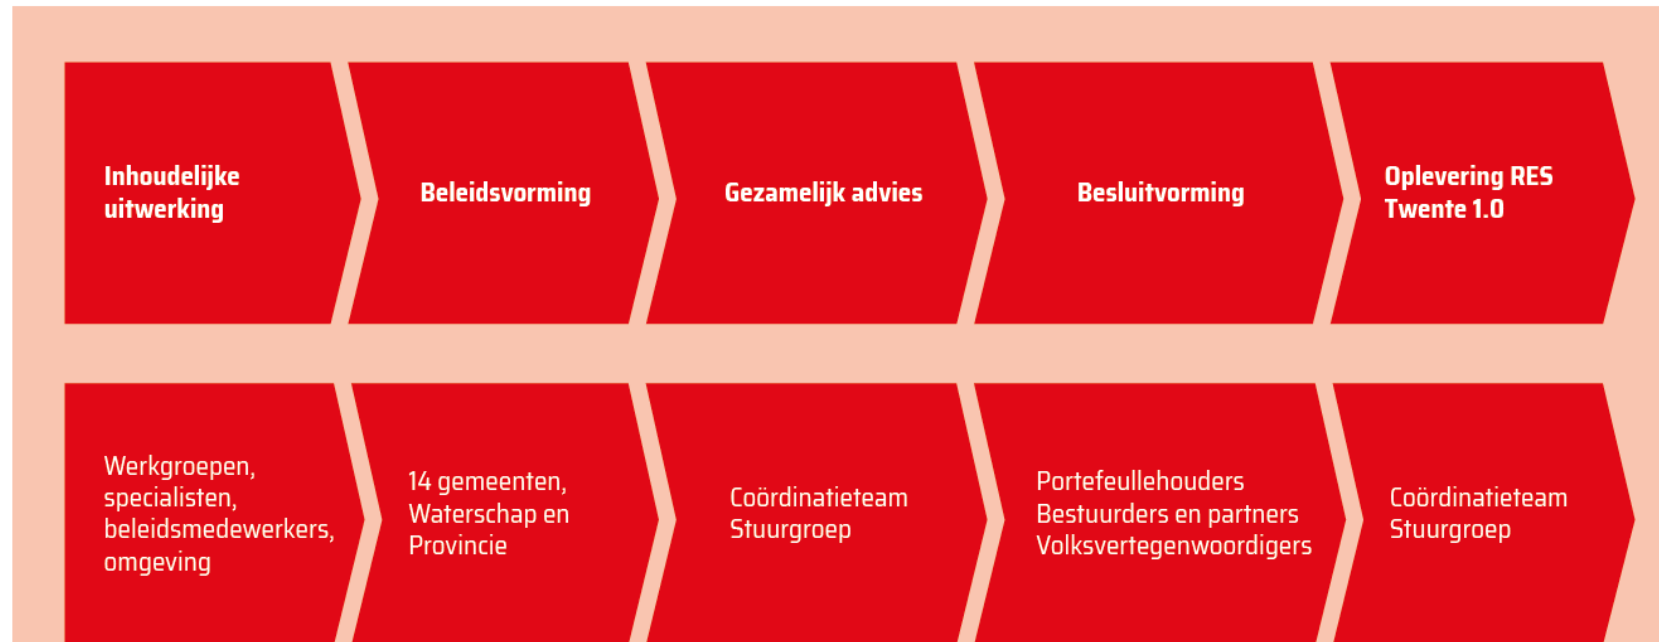 Inhoudelijke
uitwerking
Beleidsvorming
Gezamelijk advies
Besluitvorming
Oplevering RES
Twente 1.0
Werkgroepen,
specialisten,
beleidsmedewerkers,
omgeving
14 gemeenten,
Waterschap en
Provincie
Coördinatieteam
Stuurgroep
Portefeullehouders
Bestuurders en partners
Volksvertegenwoordigers
Coördinatieteam
Stuurgroep